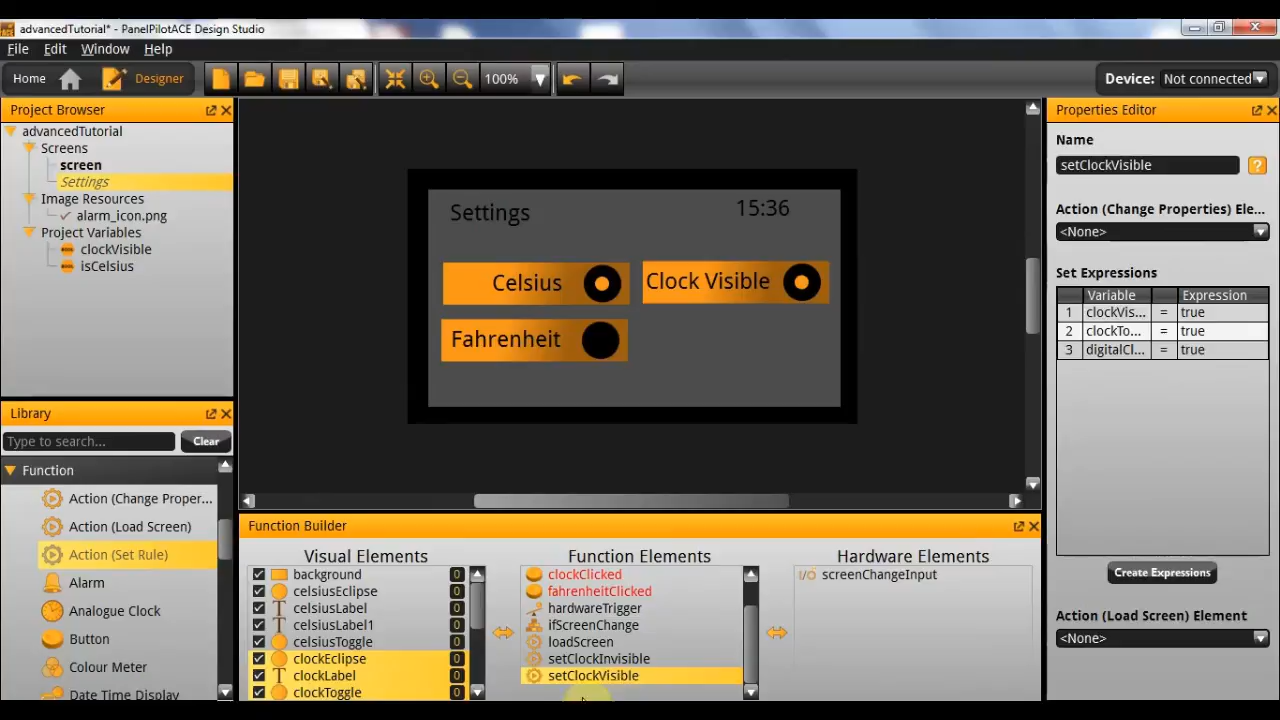 advancedTutorial* - PanelPilotACE Design Studio
File Edit Window Help
Home Designer 100% Device: Not connected
Project Browser
advancedTutorial
Screens
screen
Settings
Image Resources
alarm_icon.png
Project Variables
clockVisible
isCelsius
Library
Type to search... Clear
Function
Action (Change Proper...
Action (Load Screen)
Action (Set Rule)
Alarm
Analogue Clock
Button
Colour Meter
Date Time Display
Settings 15:36
Celsius Clock Visible
Fahrenheit
Function Builder
Visual Elements
background 0
celsiusEclipse 0
celsiusLabel 0
celsiusLabel1 0
celsiusToggle 0
clockEclipse 0
clockLabel 0
clockToggle 0
Function Elements
clockClicked
fahrenheitClicked
hardwareTrigger
ifScreenChange
loadScreen
setClockInvisible
setClockVisible
Hardware Elements
I/O screenChangeInput
Properties Editor
Name
setClockVisible ?
Action (Change Properties) Ele...
<None>
Set Expressions
Variable Expression
1 clockVis... = true
2 clockTo... = true
3 digitalCl... = true
Create Expressions
Action (Load Screen) Element
<None>